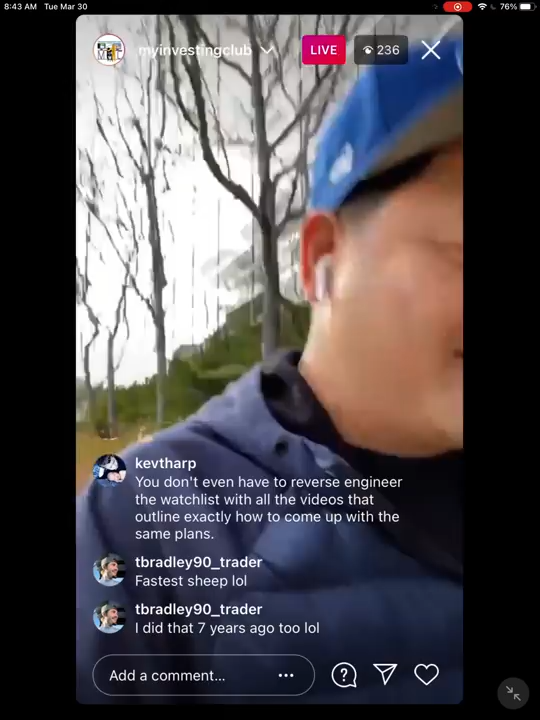 8:43 AM Tue Mar 30
76%
myinvestingclub
LIVE
236
kevtharp
You don't even have to reverse engineer
the watchlist with all the videos that
outline exactly how to come up with the
same plans.
tbradley90_trader
Fastest sheep lol
tbradley90_trader
I did that 7 years ago too lol
Add a comment...